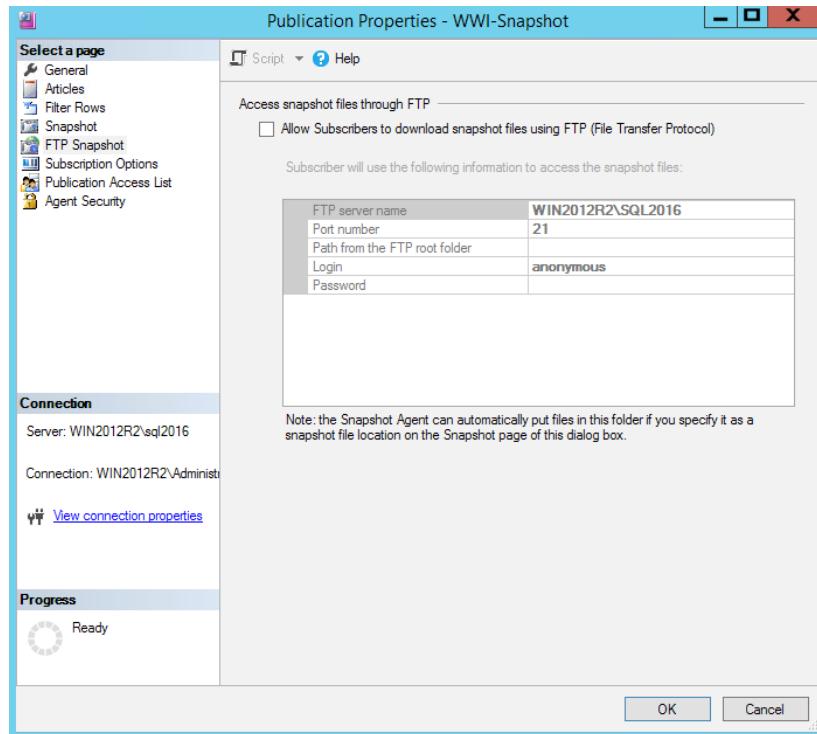 Publication Properties - WWI-Snapshot
Select a page
General
Articles
Filter Rows
Snapshot
FTP Snapshot
Subscription Options
Publication Access List
Agent Security
Script
Help
Access snapshot files through FTP
Allow Subscribers to download snapshot files using FTP (File Transfer Protocol)
Subscriber will use the following information to access the snapshot files:
FTP server name WIN2012R2\SQL2016
Port number 21
Path from the FTP root folder
Login anonymous
Password
Note: the Snapshot Agent can automatically put files in this folder if you specify it as a
snapshot file location on the Snapshot page of this dialog box.
Connection
Server: WIN2012R2\sql2016
Connection: WIN2012R2\Administr
View connection properties
Progress
Ready
OK
Cancel